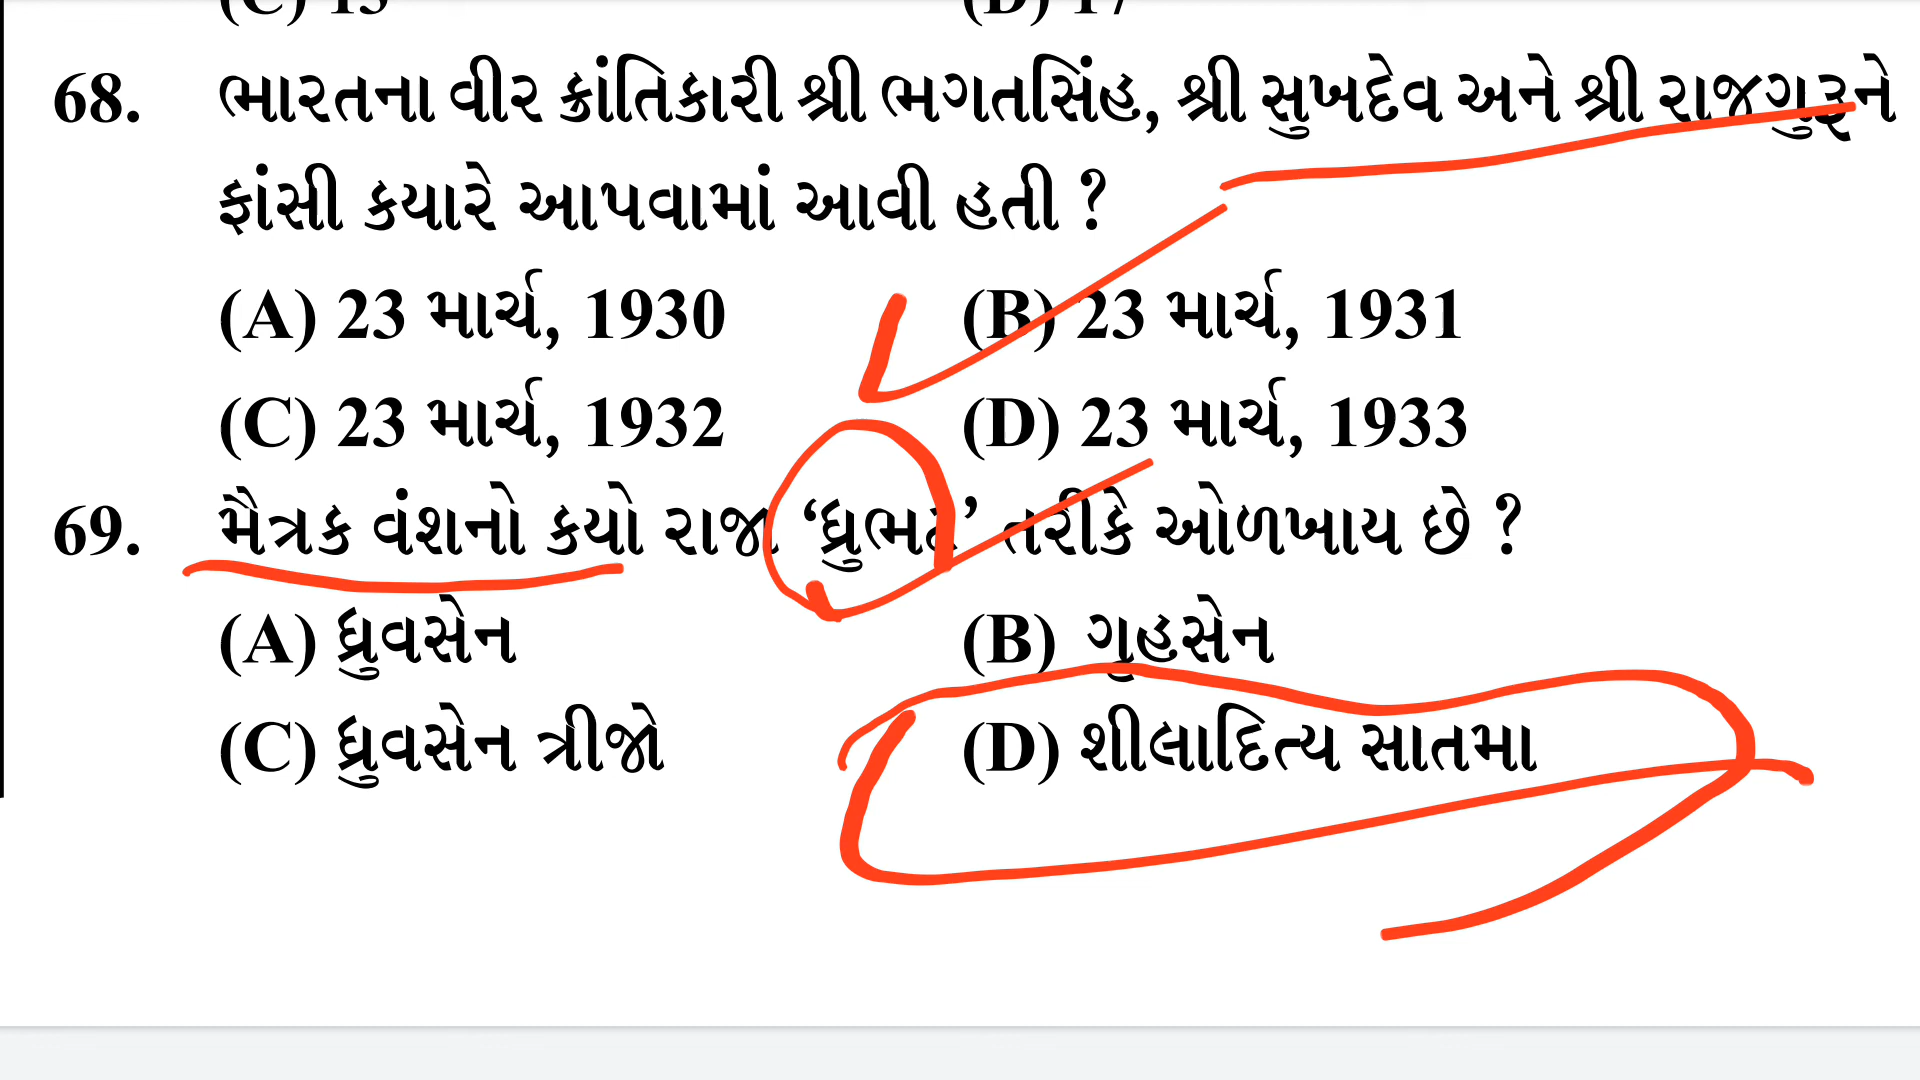 68. ભારતના વીર ક્રાંતિકારી શ્રી ભગતસિંહ, શ્રી સુખદેવ અને શ્રી રાજગુરૂને
ફાંસી કયારે આપવામાં આવી હતી ?
(A) 23 માર્ચ, 1930 (B) 23 માર્ચ, 1931
(C) 23 માર્ચ, 1932 (D) 23 માર્ચ, 1933
69. મૈત્રક વંશનો કયો રાજા ‘ધ્રુભટ’ તરીકે ઓળખાય છે ?
(A) ધ્રુવસેન (B) ગુહસેન
(C) ધ્રુવસેન ત્રીજો (D) શીલાદિત્ય સાતમા